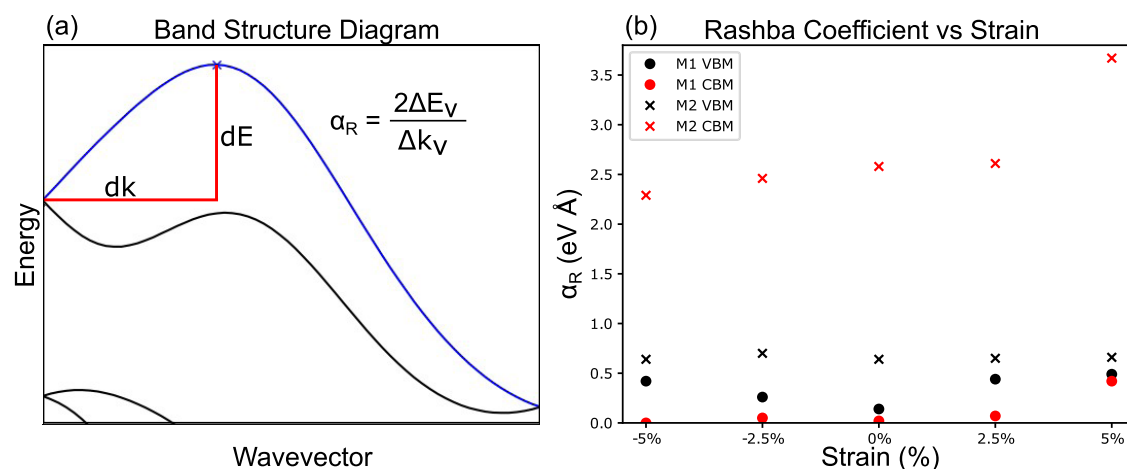 (a)
Band Structure Diagram
α_R = 2ΔE_V / Δk_V
dE
dk
Energy
Wavevector
(b)
Rashba Coefficient vs Strain
M1 VBM
M1 CBM
M2 VBM
M2 CBM
3.5
3.0
2.5
2.0
1.5
1.0
0.5
0.0
α_R (eV Å)
-5%
-2.5%
0%
2.5%
5%
Strain (%)